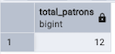 total_patrons
bigint
1 12